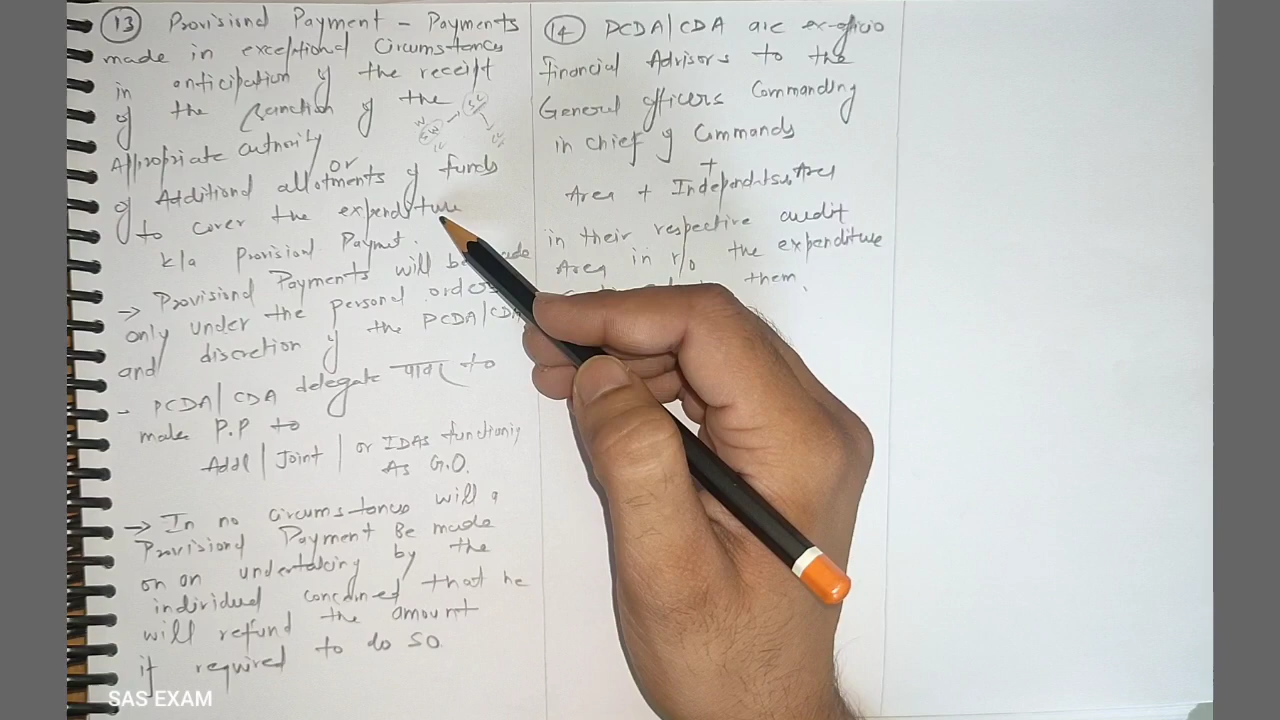 13 Provisional Payment - Payments
made in exceptional Circumstances
in anticipation of the receipt
of the sanction of the
Appropriate authority
or
of Additional allotments of funds
to cover the expenditure
k/a Provision Paymt.
→ Provisional Payments will be made
only under the personal orders
and discretion of the PCDA/CDA
- PCDA/CDA delegate पावर to
make P.P to
Addl | Joint | or IDAS functioning
As G.O.
→ In no circumstances will a
Provisional Payment Be made
on an undertaking by the
individual concerned that he
will refund the amount
if required to do so.
14 PCDA/CDA are ex-officio
financial Advisors to the
General officers Commanding
in chief of Commands
+
Area + Independent Sub Area
in their respective audit
Area in r/o the expenditure
them.
SAS EXAM